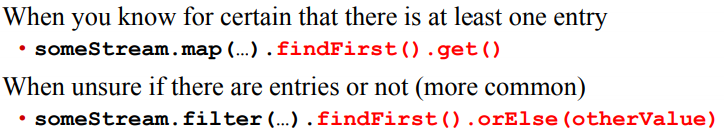 When you know for certain that there is at least one entry
• someStream.map(…).findFirst().get()
When unsure if there are entries or not (more common)
• someStream.filter(…).findFirst().orElse(otherValue)